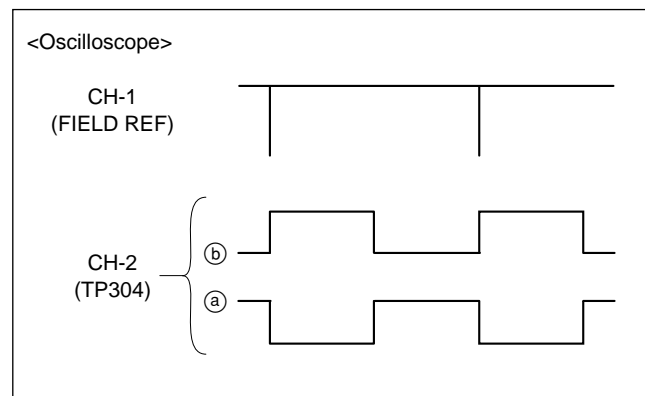 <Oscilloscope>
CH-1
(FIELD REF)
ⓑ
CH-2
(TP304)
ⓐ